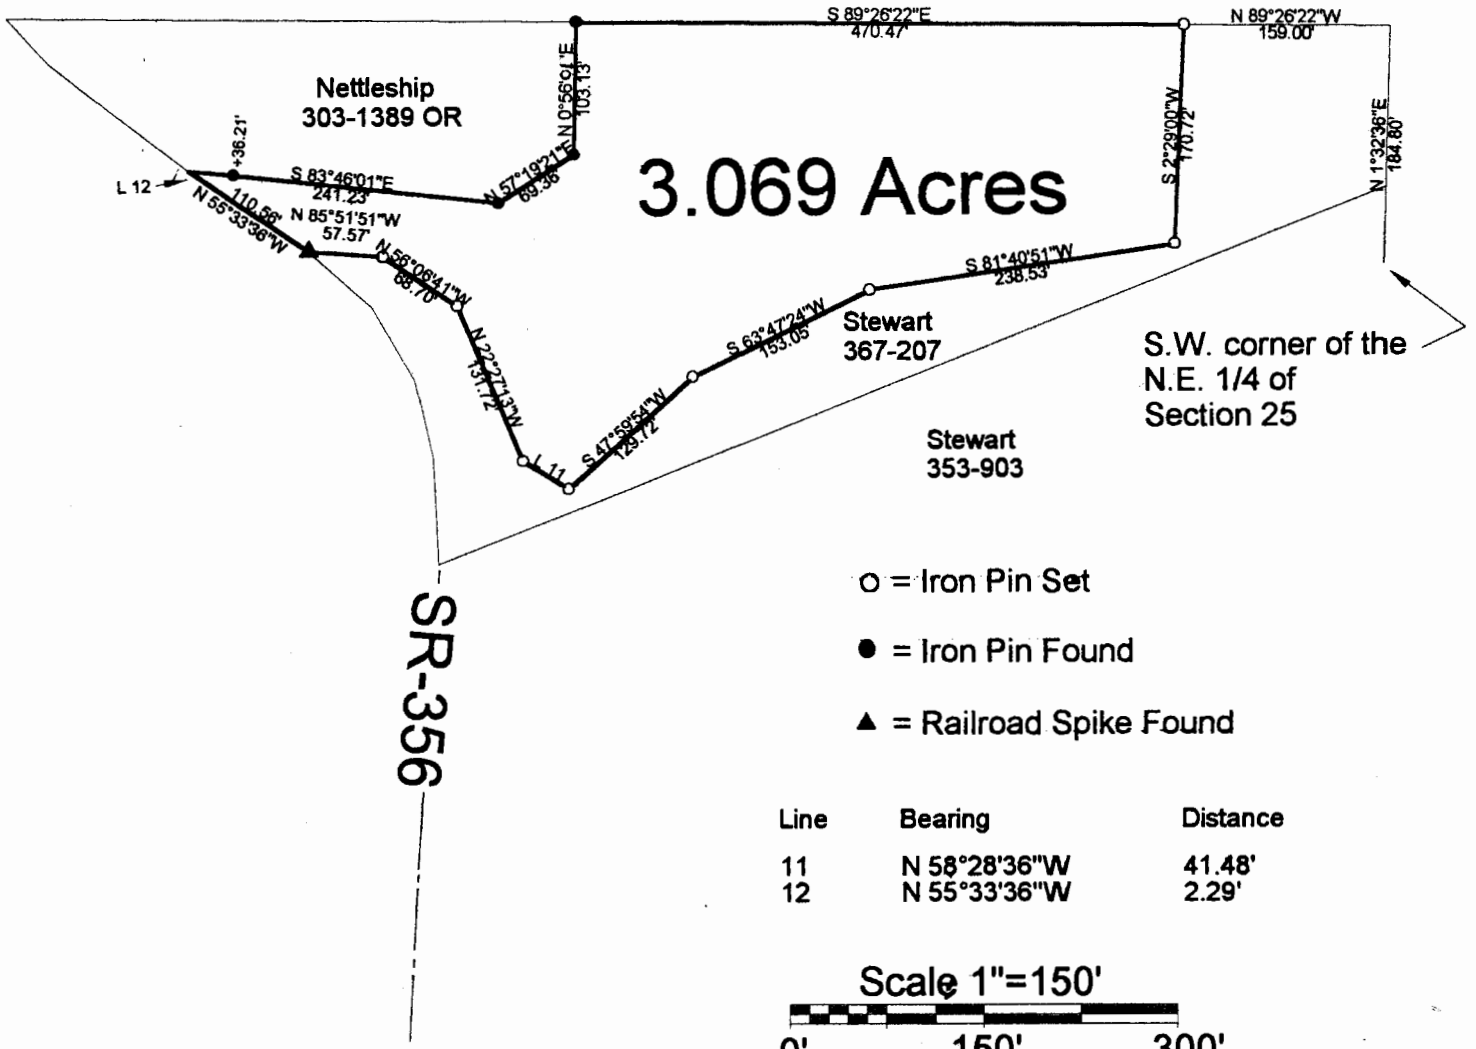 S 89°26'22"E
470.47'
N 89°26'22"W
159.00'
N 0°56'01"E
103.13'
Nettleship
303-1389 OR
+36.21'
S 83°46'01"E
241.23'
N 57°19'21"E
69.36'
L 12
110.56'
N 55°33'36"W
N 85°51'51"W
57.57'
N 56°06'41"W
68.70'
N 22°27'13"W
131.72'
L 11
S 47°59'54"W
129.72'
S 63°47'24"W
153.05'
S 81°40'51"W
238.53'
S 2°29'00"W
170.72'
N 1°32'36"E
184.80'
3.069 Acres
Stewart
367-207
S.W. corner of the
N.E. 1/4 of
Section 25
Stewart
353-903
= Iron Pin Set
= Iron Pin Found
= Railroad Spike Found
SR-356
Line Bearing Distance
11 N 58°28'36"W 41.48'
12 N 55°33'36"W 2.29'
Scale 1"=150'
0' 150' 300'